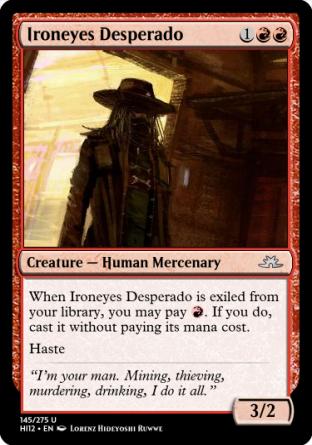 Ironeyes Desperado 1
Creature — Human Mercenary
When Ironeyes Desperado is exiled from
your library, you may pay . If you do,
cast it without paying its mana cost.
Haste
“I’m your man. Mining, thieving,
murdering, drinking, I do it all.”
3/2
145/275 U
HI12 • EN Lorenz Hideyoshi Ruwwe